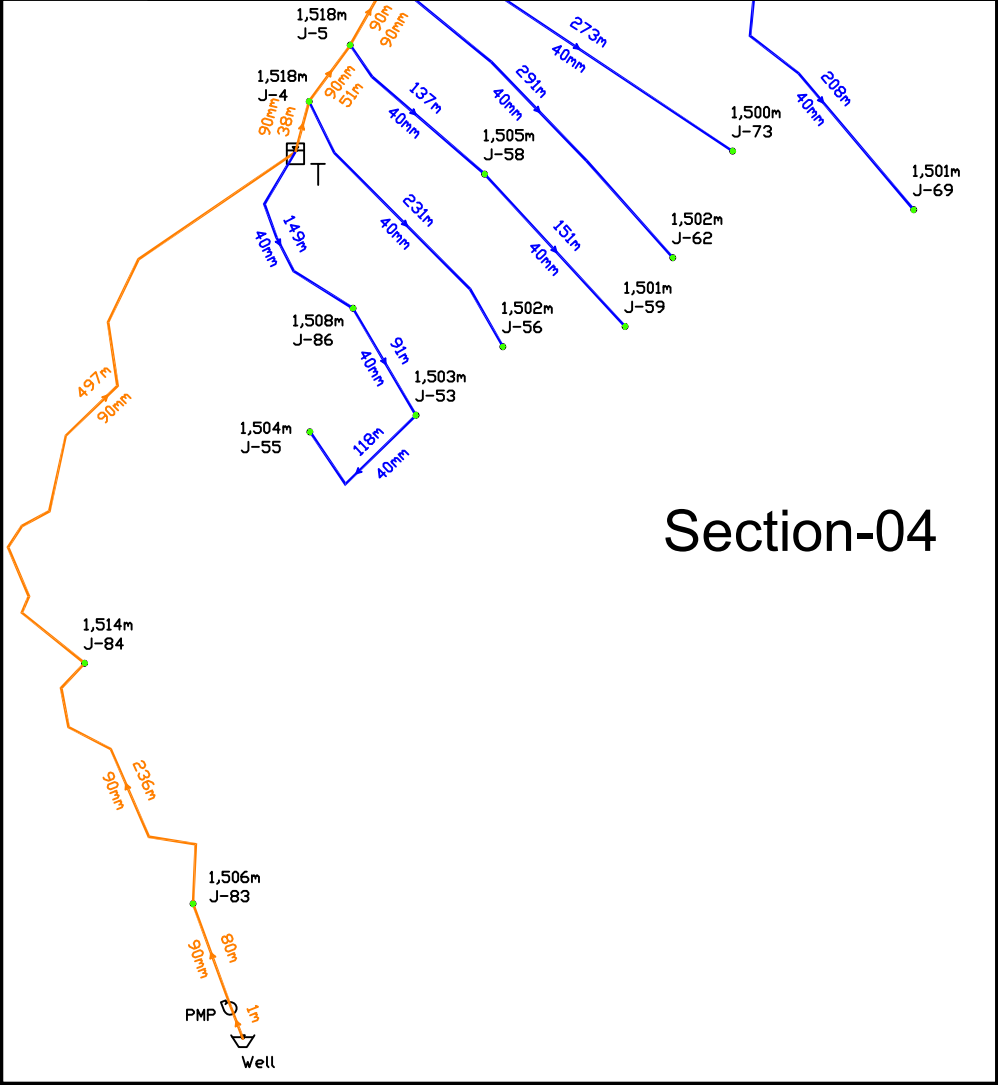 1,518m
J-5
90m
90mm
273m
40mm
1,518m
J-4
90mm
51m
90mm
38m
137m
40mm
291m
40mm
208m
40mm
1,500m
J-73
1,505m
J-58
T
1,501m
J-69
149m
40mm
231m
40mm
151m
40mm
1,502m
J-62
1,501m
J-59
1,502m
J-56
1,508m
J-86
91m
40mm
1,503m
J-53
497m
90mm
1,504m
J-55
118m
40mm
Section-04
1,514m
J-84
236m
90mm
1,506m
J-83
80m
90mm
PMP
1m
Well